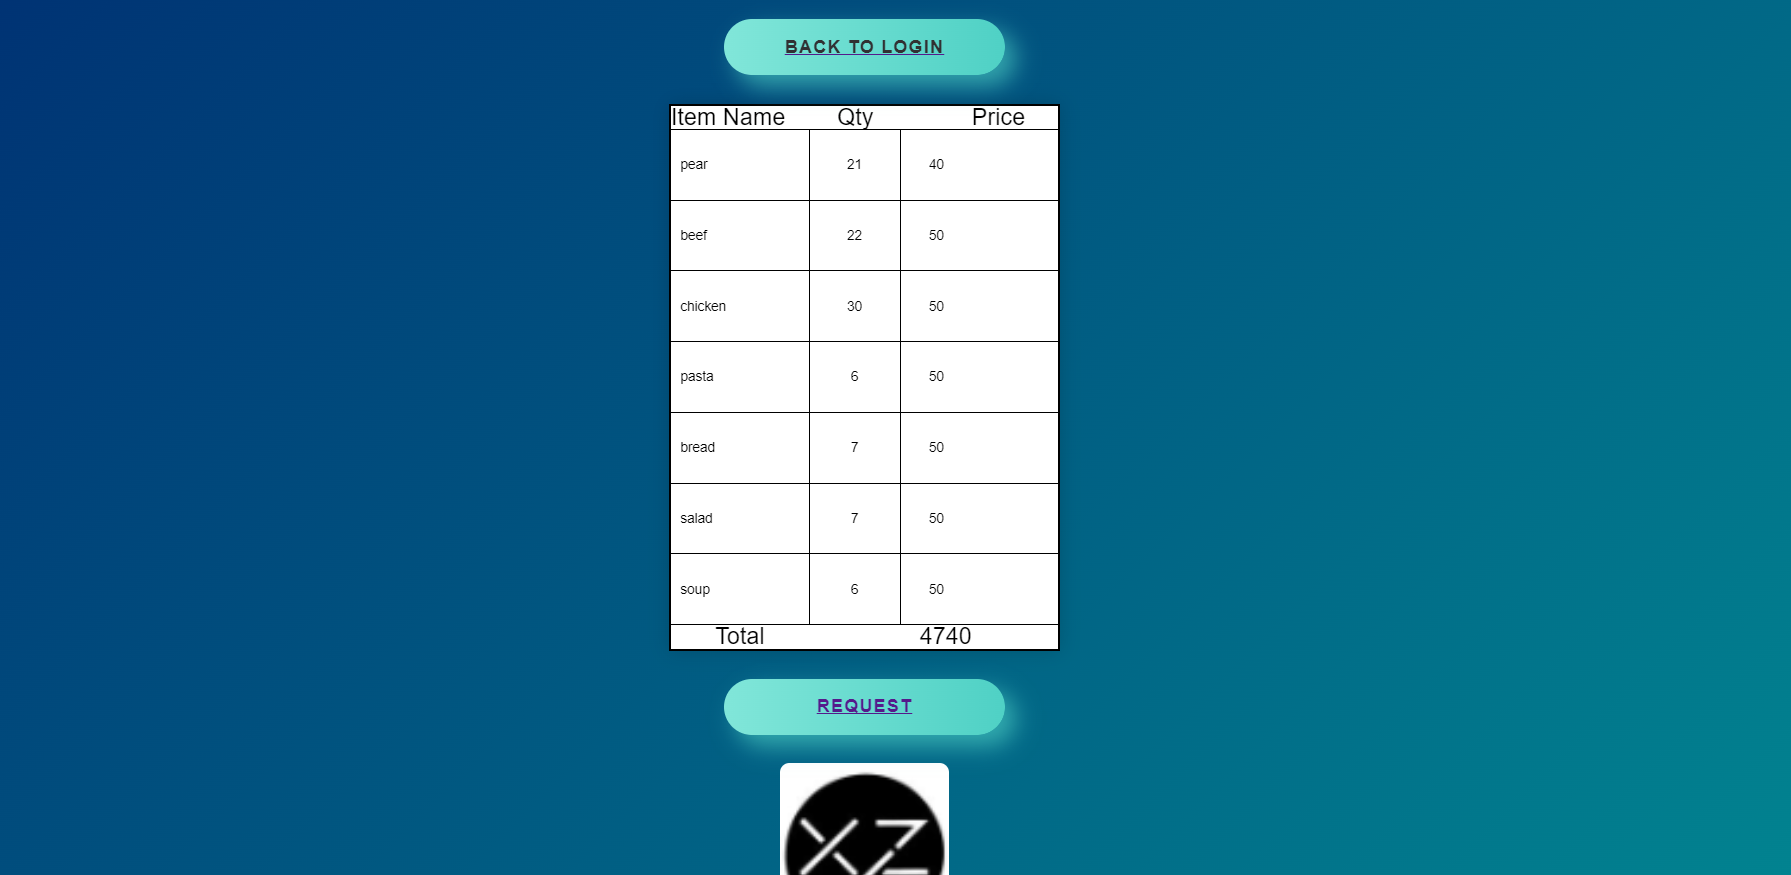 BACK TO LOGIN
Item Name Qty Price
pear 21 40
beef 22 50
chicken 30 50
pasta 6 50
bread 7 50
salad 7 50
soup 6 50
Total 4740
REQUEST
XZ